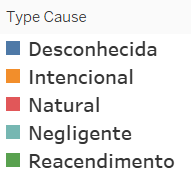 Type Cause
Desconhecida
Intencional
Natural
Negligente
Reacendimento